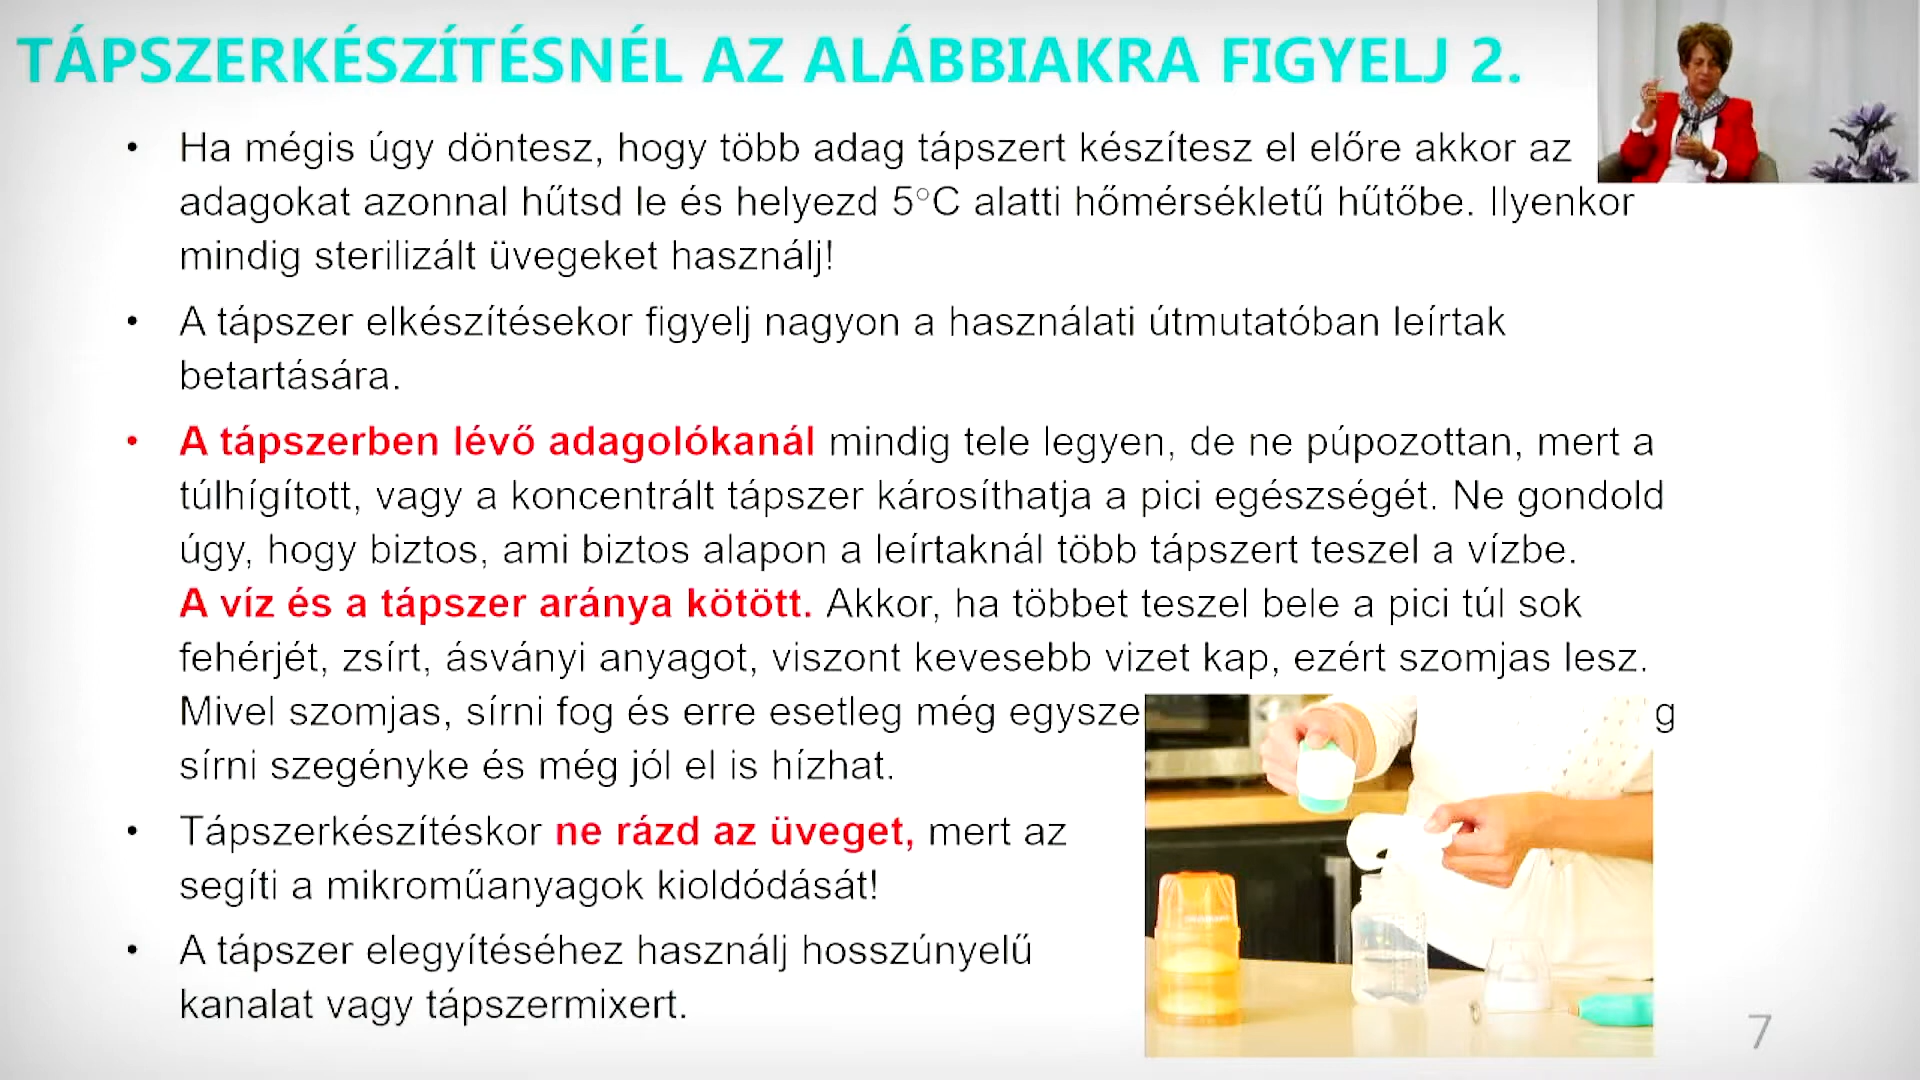 TÁPSZERKÉSZÍTÉSNÉL AZ ALÁBBIAKRA FIGYELJ 2.
• Ha mégis úgy döntesz, hogy több adag tápszert készítesz el előre akkor az
adagokat azonnal hűtsd le és helyezd 5°C alatti hőmérsékletű hűtőbe. Ilyenkor
mindig sterilizált üvegeket használj!
• A tápszer elkészítésekor figyelj nagyon a használati útmutatóban leírtak
betartására.
• A tápszerben lévő adagolókanál mindig tele legyen, de ne púpozottan, mert a
túlhígított, vagy a koncentrált tápszer károsíthatja a pici egészségét. Ne gondold
úgy, hogy biztos, ami biztos alapon a leírtaknál több tápszert teszel a vízbe.
A víz és a tápszer aránya kötött. Akkor, ha többet teszel bele a pici túl sok
fehérjét, zsírt, ásványi anyagot, viszont kevesebb vizet kap, ezért szomjas lesz.
Mivel szomjas, sírni fog és erre esetleg még egysze g
sírni szegényke és még jól el is hízhat.
• Tápszerkészítéskor ne rázd az üveget, mert az
segíti a mikroműanyagok kioldódását!
• A tápszer elegyítéséhez használj hosszúnyelű
kanalat vagy tápszermixert.
7